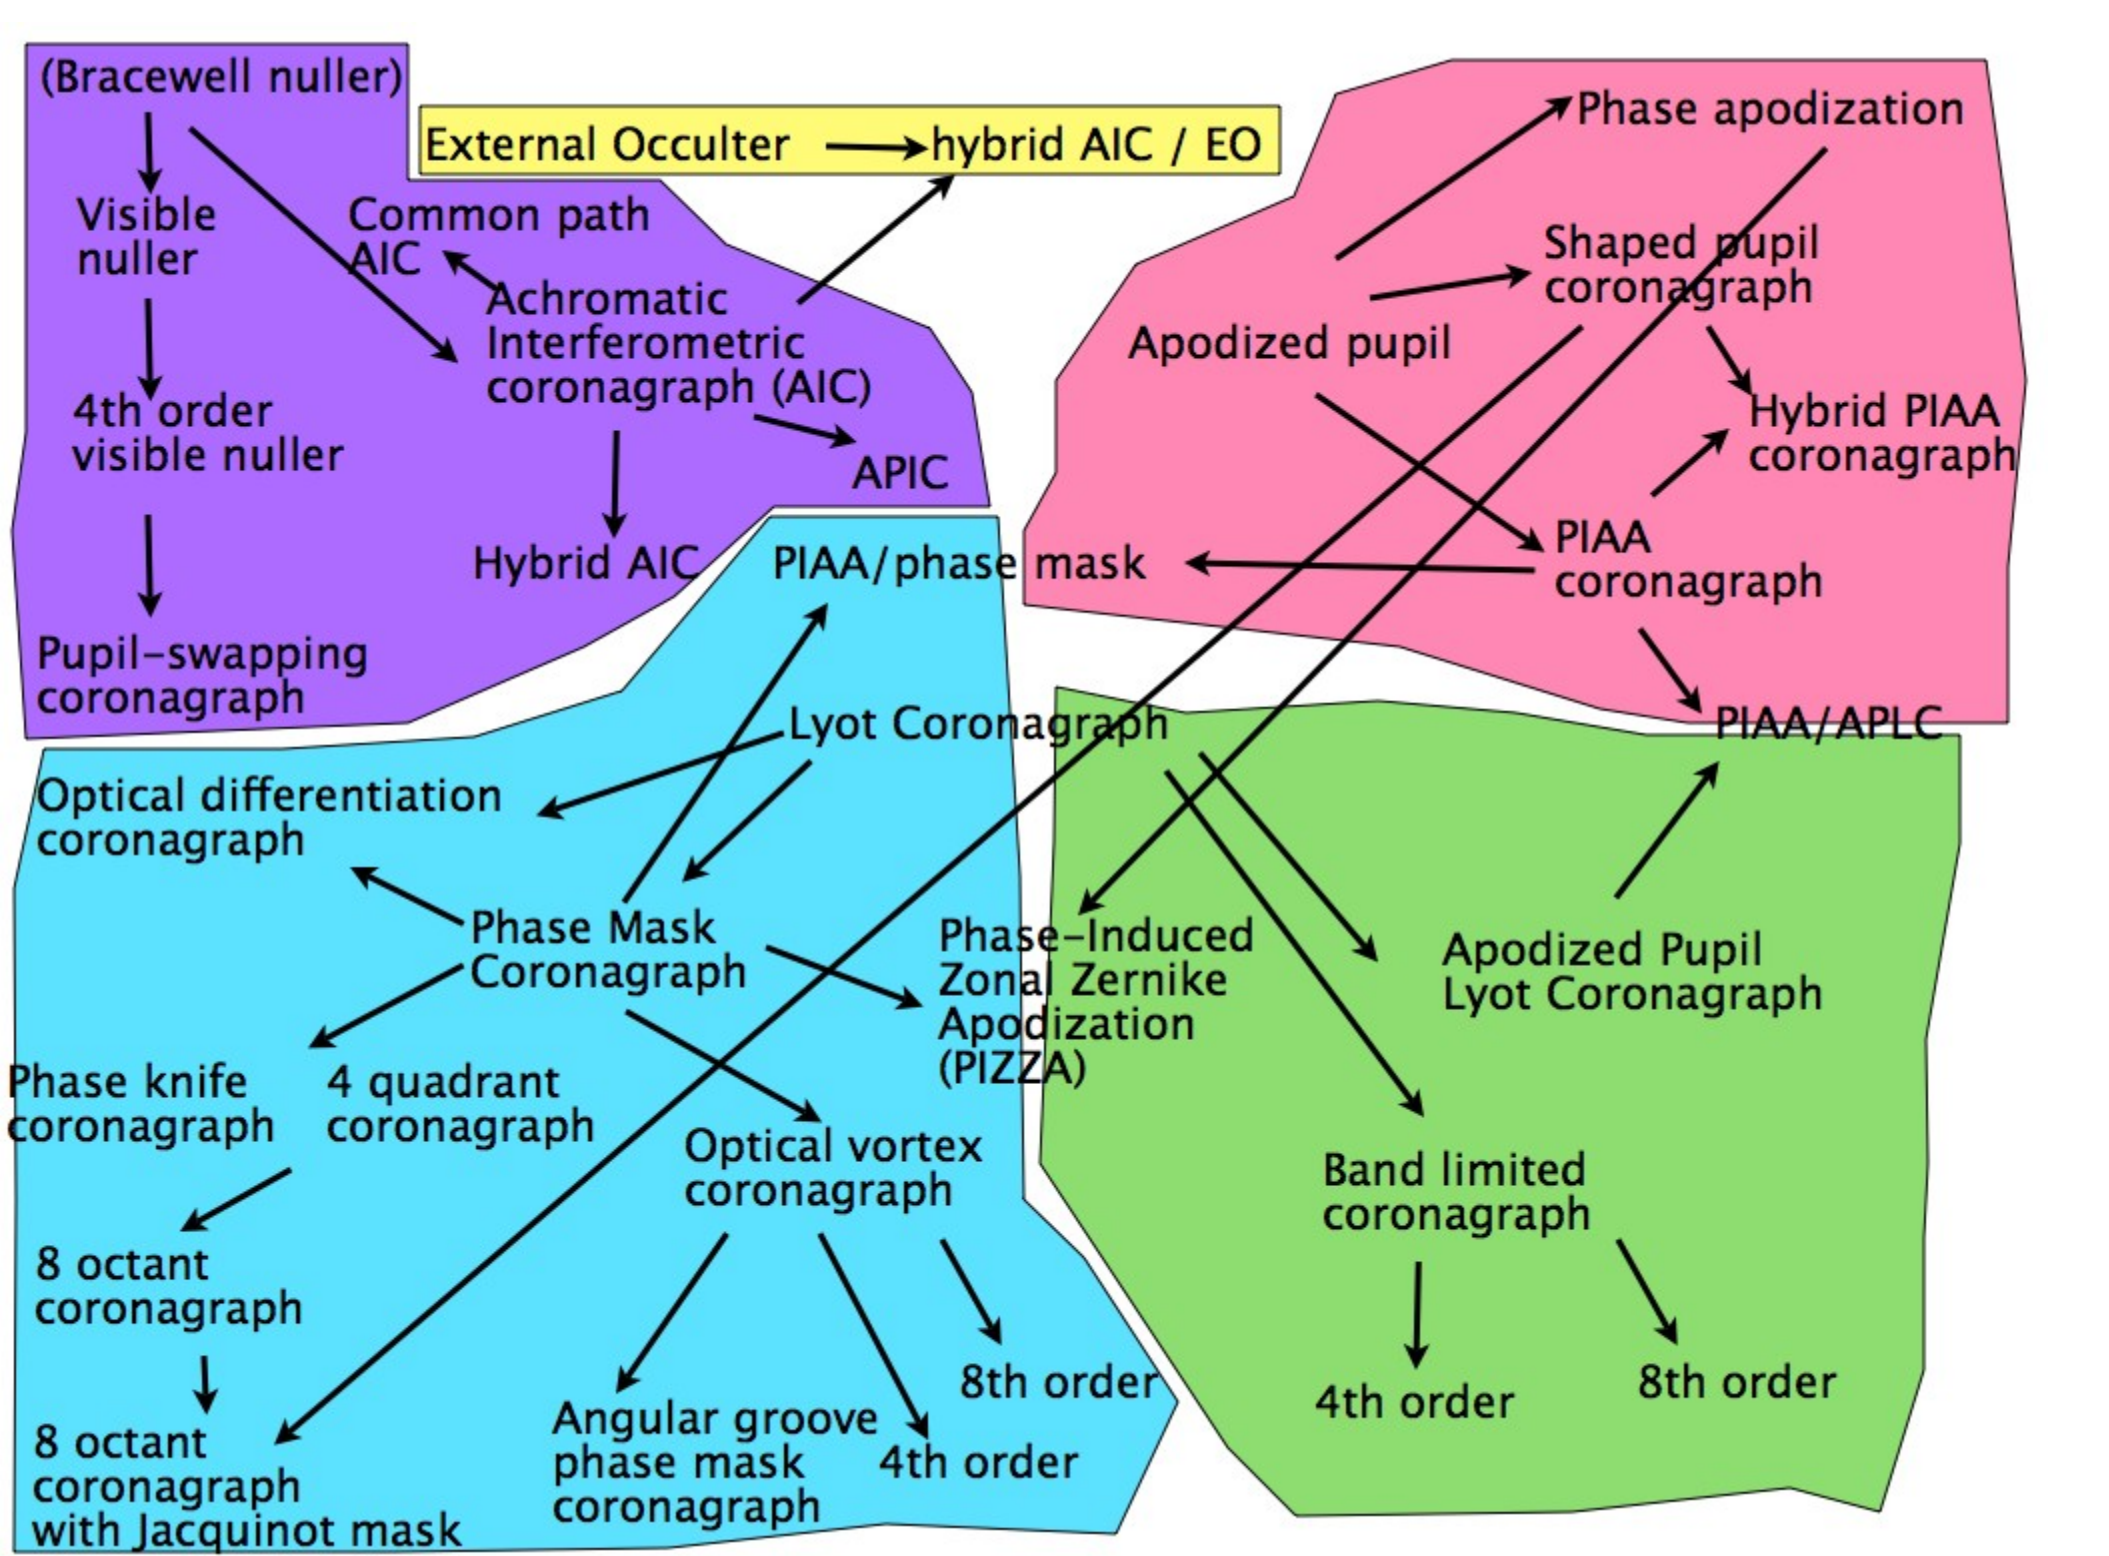 (Bracewell nuller)
External Occulter
hybrid AIC / EO
Visible
nuller
Common path
AIC
Achromatic
Interferometric
coronagraph (AIC)
4th order
visible nuller
APIC
Hybrid AIC
Pupil-swapping
coronagraph
Phase apodization
Shaped pupil
coronagraph
Apodized pupil
Hybrid PIAA
coronagraph
PIAA
coronagraph
PIAA/phase mask
PIAA/APLC
Lyot Coronagraph
Optical differentiation
coronagraph
Phase Mask
Coronagraph
Phase-Induced
Zonal Zernike
Apodization
(PIZZA)
Apodized Pupil
Lyot Coronagraph
Phase knife
coronagraph
4 quadrant
coronagraph
Optical vortex
coronagraph
Band limited
coronagraph
8 octant
coronagraph
8th order
4th order
8th order
Angular groove
phase mask
coronagraph
4th order
8 octant
coronagraph
with Jacquinot mask